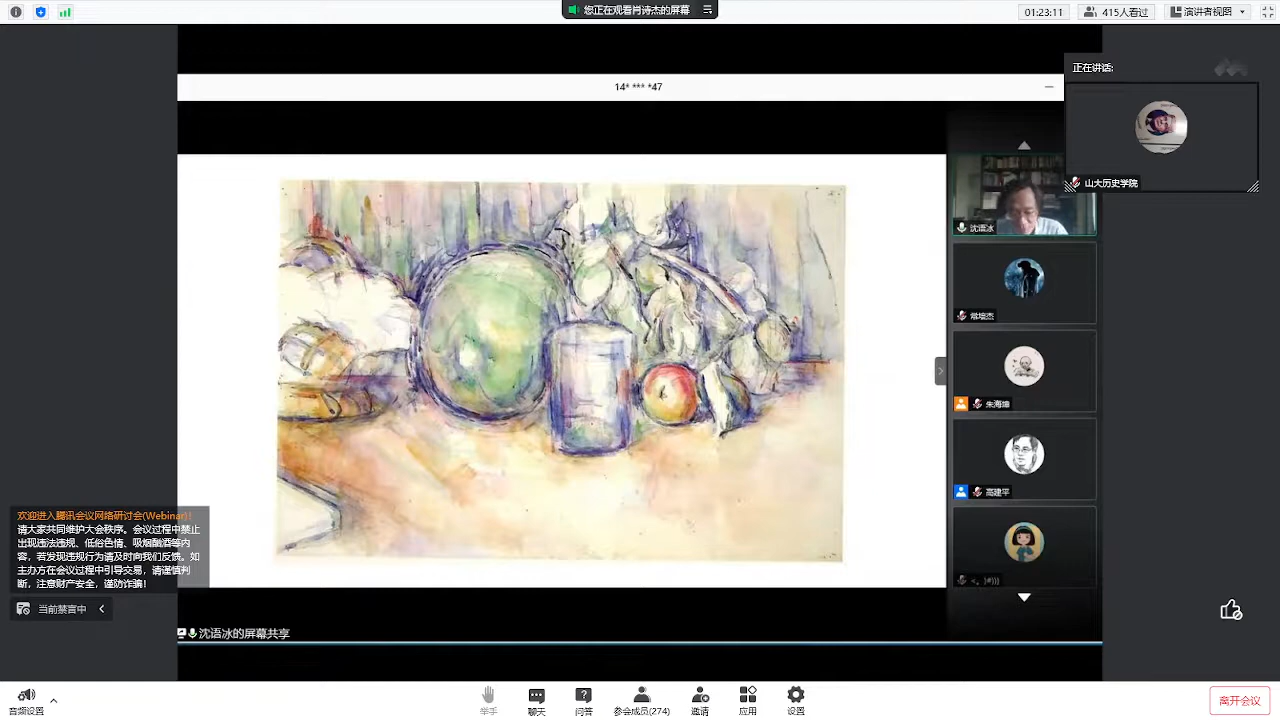 您正在观看肖诗杰的屏幕
01:23:11
415人看过
演讲者视图
正在讲话:
14* *** *47
山大历史学院
沈语冰
常培杰
高建平
欢迎进入腾讯会议网络研讨会(Webinar)!
请大家共同维护大会秩序。会议过程中禁止
出现违法违规、低俗色情、吸烟酗酒等内
容，若发现违规行为请及时向我们反馈。如
主办方在会议过程中引导交易，请谨慎判
断，注意财产安全，谨防诈骗!
当前禁言中
沈语冰的屏幕共享
音频设置
举手
聊天
问答
参会成员(274)
邀请
应用
设置
离开会议